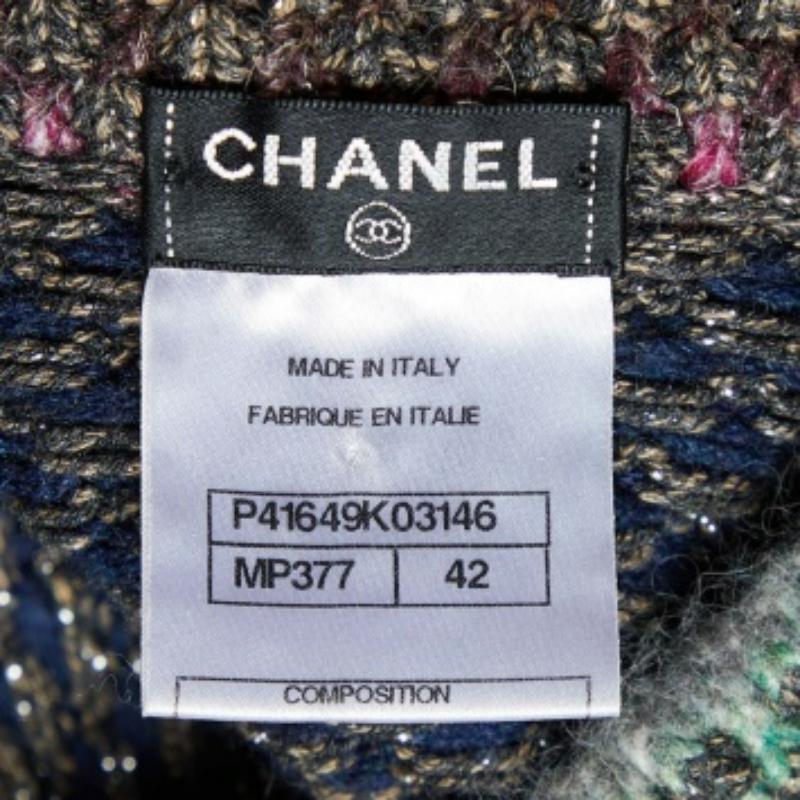 CHANEL
MADE IN ITALY
FABRIQUE EN ITALIE
P41649K03146
MP377 42
COMPOSITION